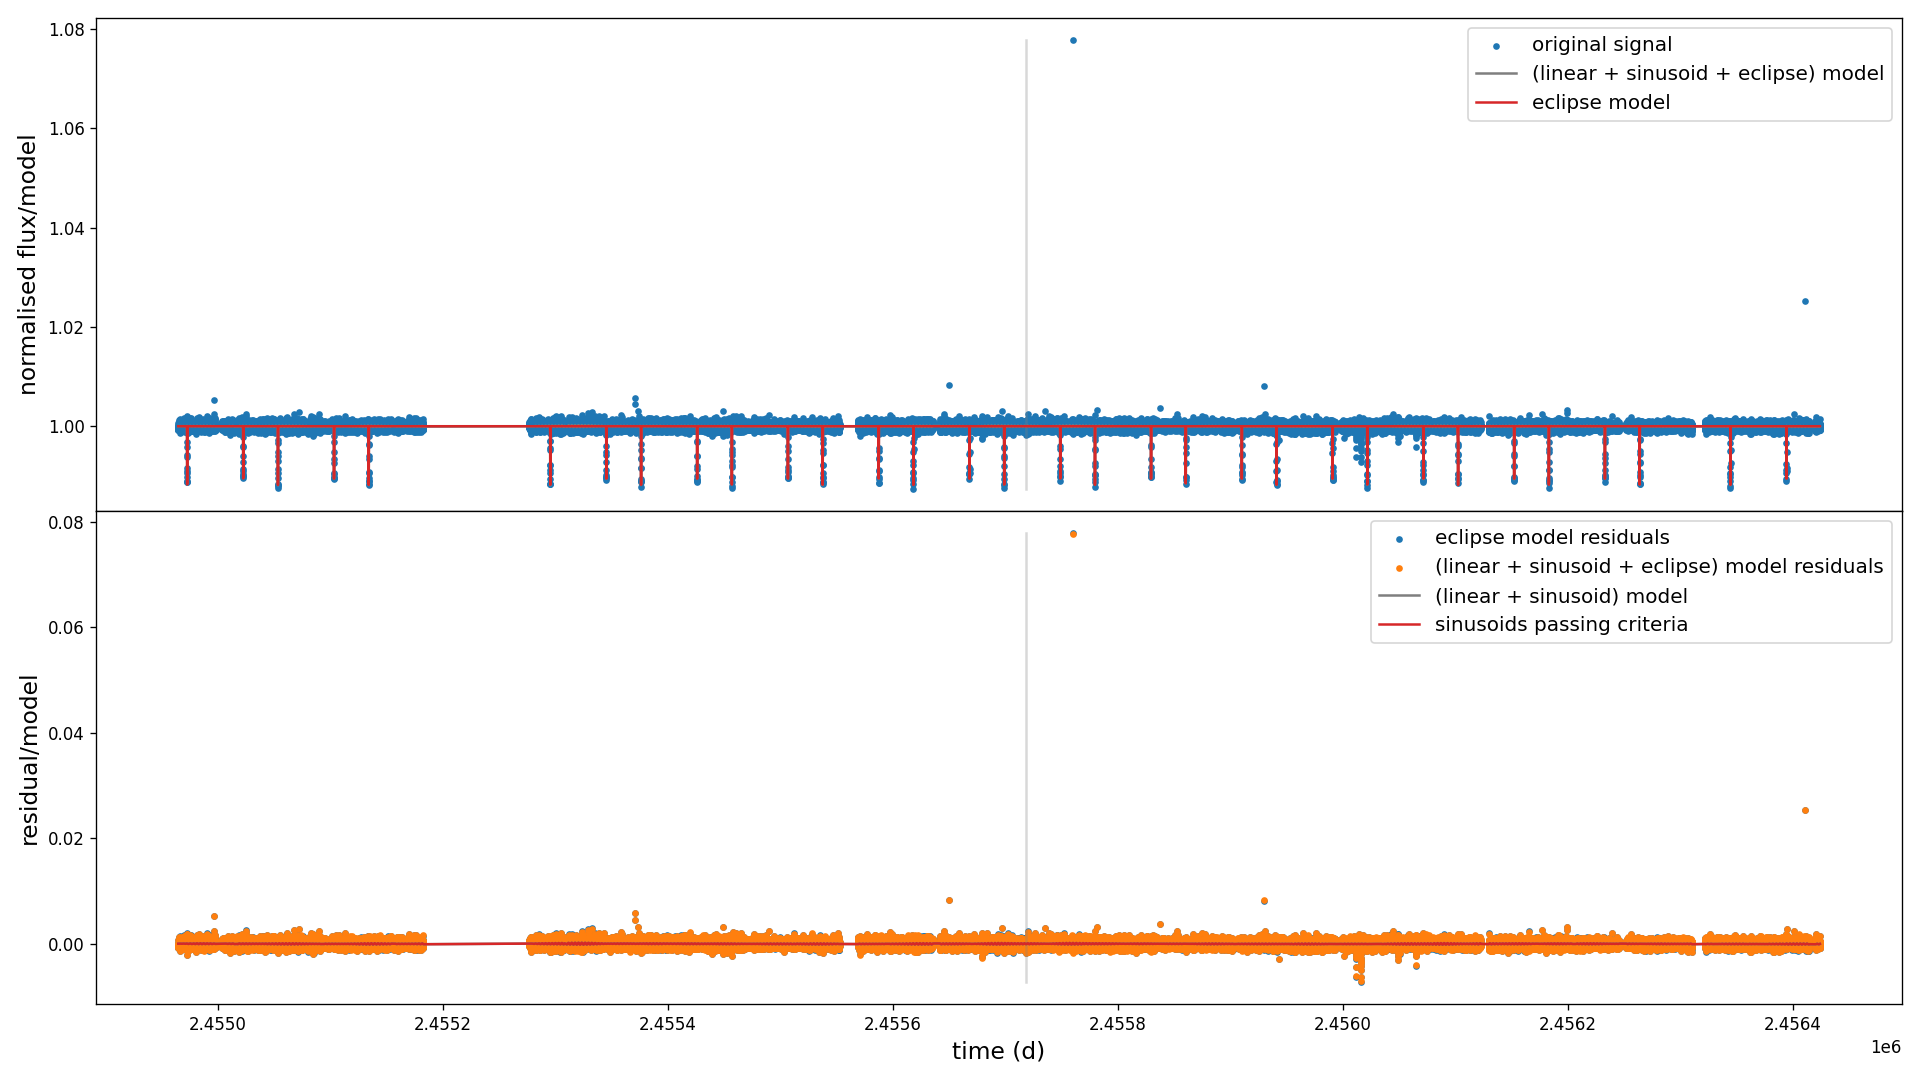 1.08
1.06
1.04
1.02
1.00
normalised flux/model
original signal
(linear + sinusoid + eclipse) model
eclipse model
0.08
0.06
0.04
0.02
0.00
residual/model
eclipse model residuals
(linear + sinusoid + eclipse) model residuals
(linear + sinusoid) model
sinusoids passing criteria
2.4550 2.4552 2.4554 2.4556 2.4558 2.4560 2.4562 2.4564
1e6
time (d)